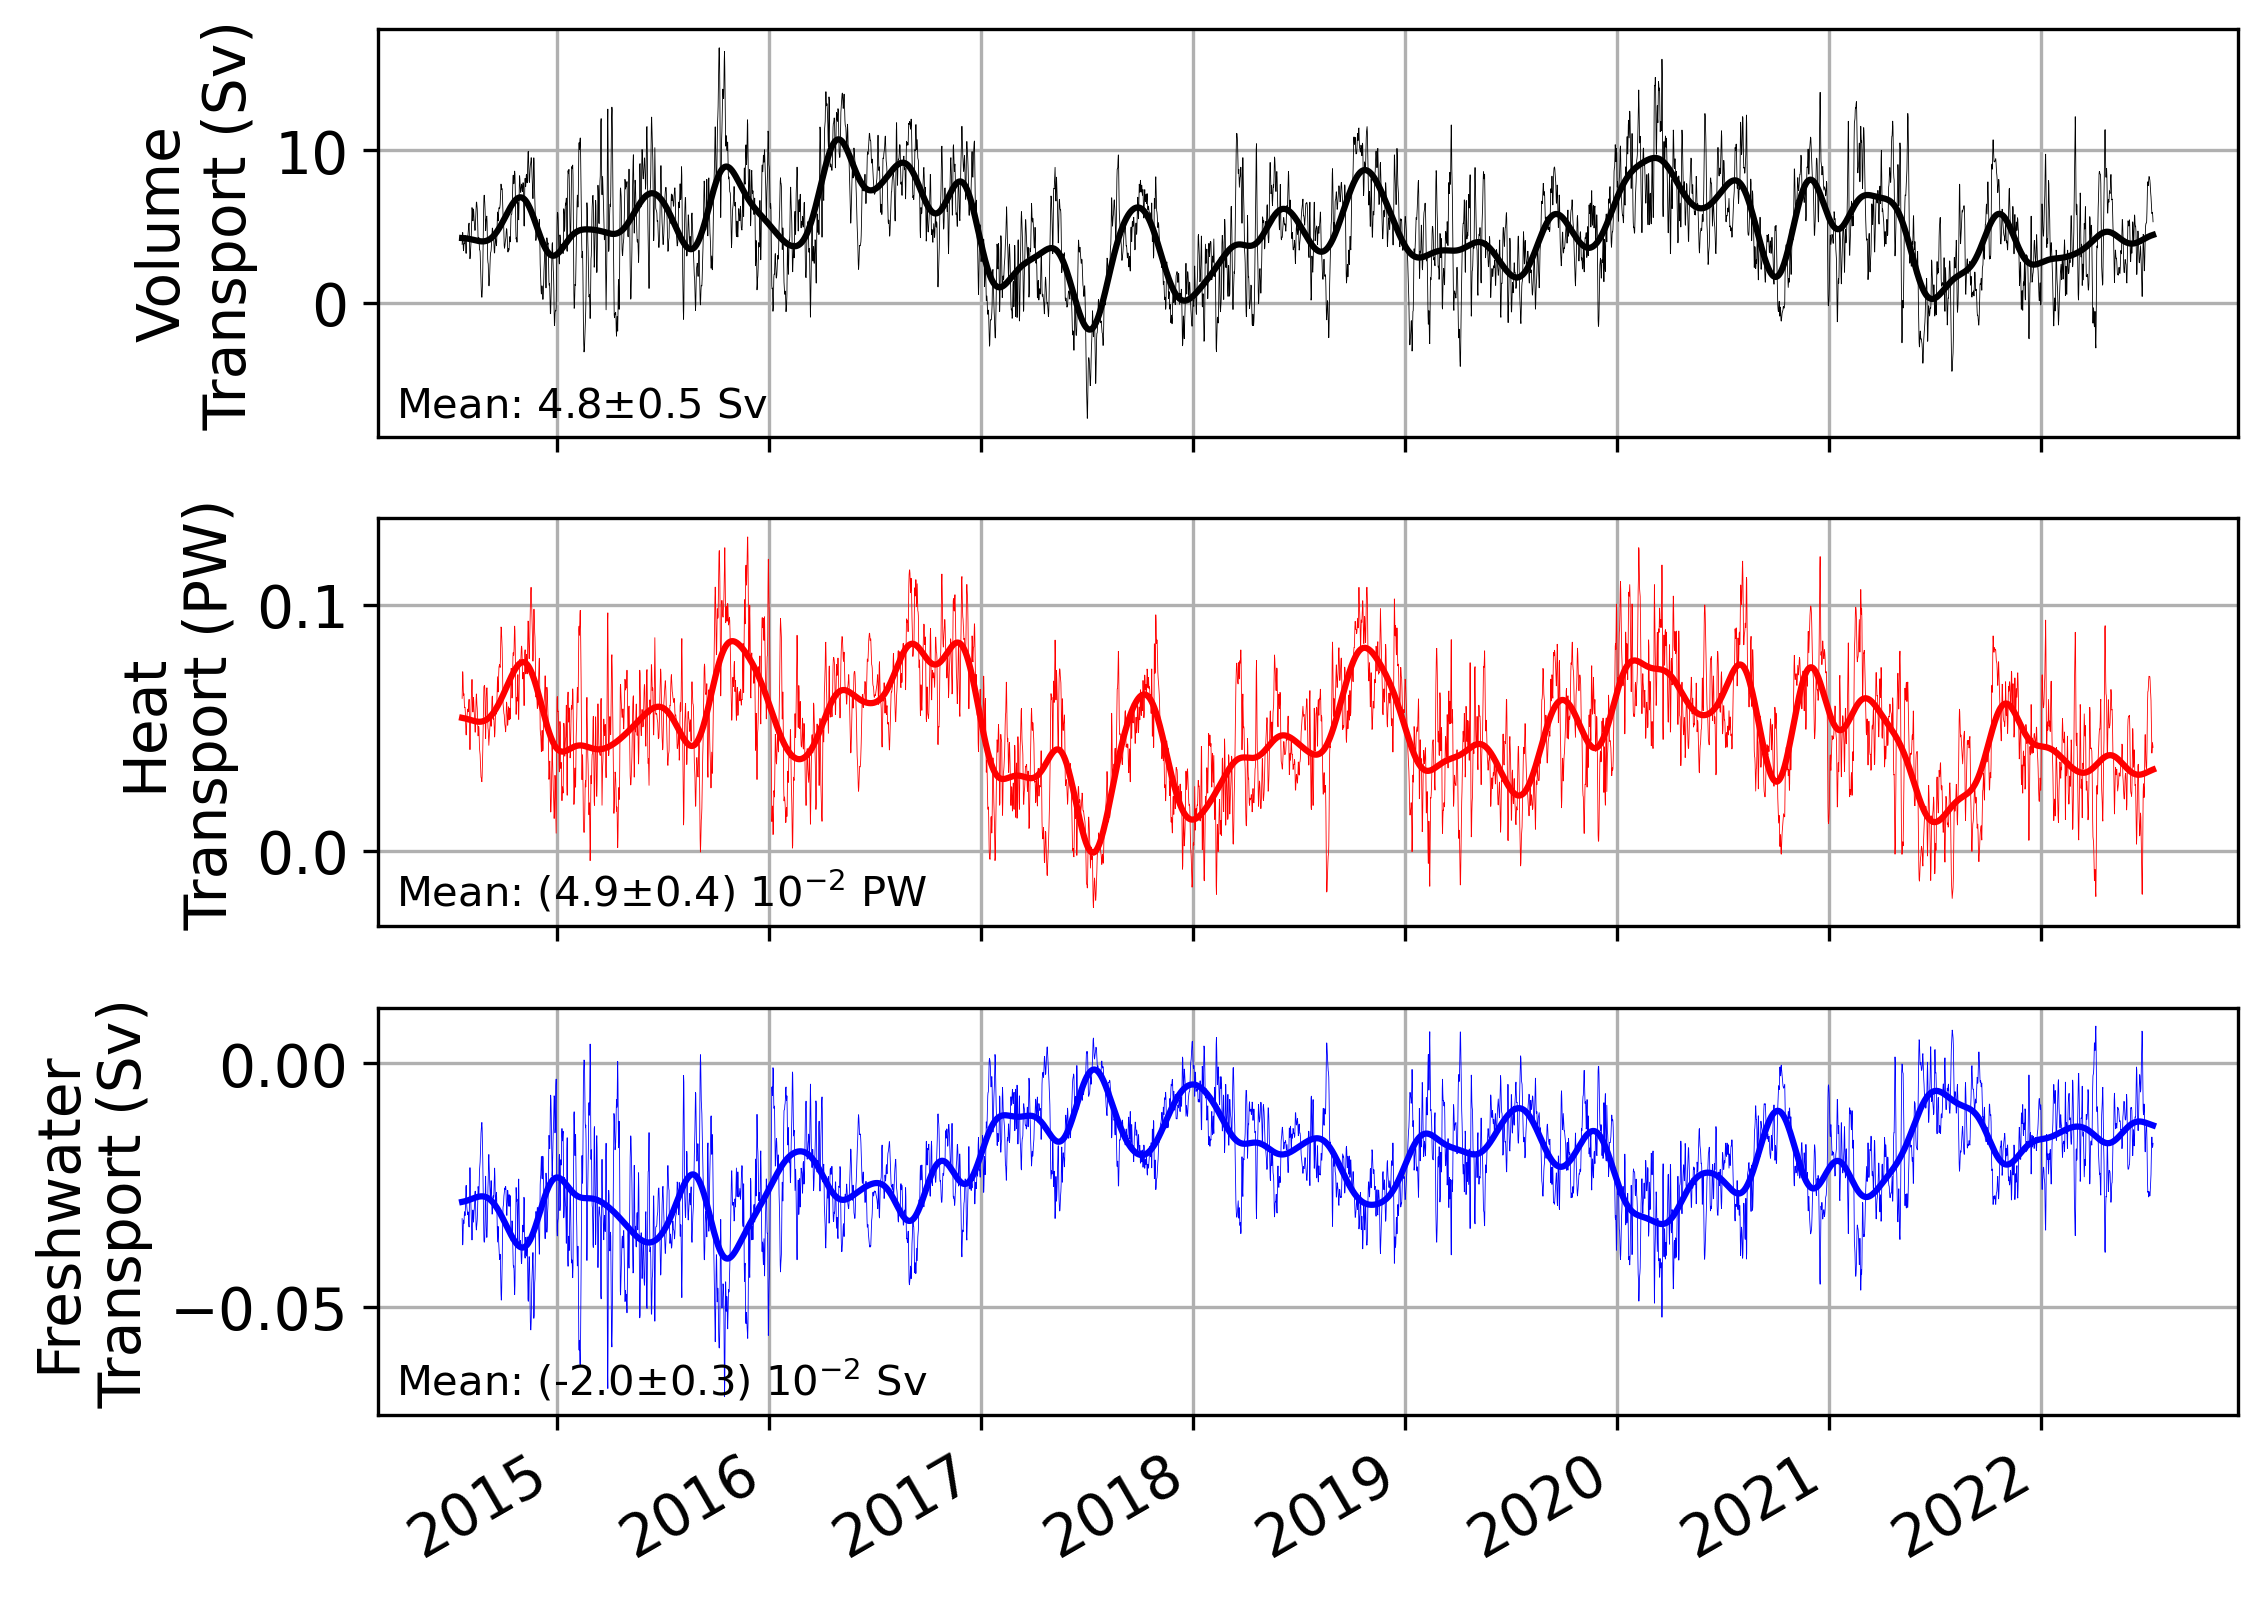 Volume
Transport (Sv)
10
0
Mean: 4.8±0.5 Sv
Heat
Transport (PW)
0.1
0.0
Mean: (4.9±0.4) 10⁻² PW
Freshwater
Transport (Sv)
0.00
−0.05
Mean: (-2.0±0.3) 10⁻² Sv
2015 2016 2017 2018 2019 2020 2021 2022